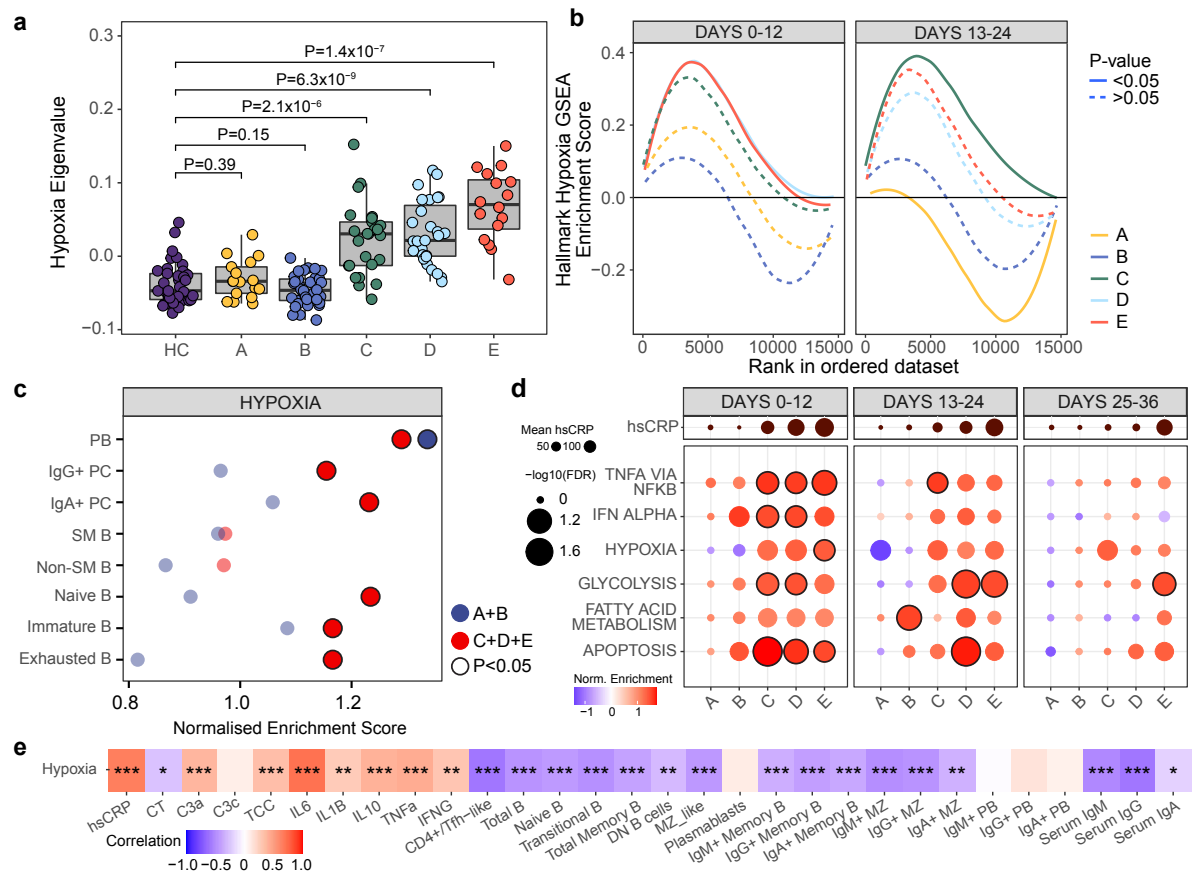 a
0.3
0.2
0.1
0.0
−0.1
Hypoxia Eigenvalue
P=1.4x10⁻⁷
P=6.3x10⁻⁹
P=2.1x10⁻⁶
P=0.15
P=0.39
HC A B C D E
b
DAYS 0-12 DAYS 13-24
Hallmark Hypoxia GSEA
Enrichment Score
0.4
0.2
0.0
−0.2
0 5000 10000 15000 0 5000 10000 15000
Rank in ordered dataset
P-value
<0.05
>0.05
A
B
C
D
E
c
HYPOXIA
PB
IgG+ PC
IgA+ PC
SM B
Non-SM B
Naive B
Immature B
Exhausted B
0.8 1.0 1.2
Normalised Enrichment Score
A+B
C+D+E
P<0.05
d
DAYS 0-12 DAYS 13-24 DAYS 25-36
Mean hsCRP
50 100
−log10(FDR)
0
1.2
1.6
hsCRP
TNFA VIA
NFKB
IFN ALPHA
HYPOXIA
GLYCOLYSIS
FATTY ACID
METABOLISM
APOPTOSIS
Norm. Enrichment
−1 0 1
A B C D E A B C D E A B C D E
e
Hypoxia
*** * *** *** *** ** *** *** ** *** *** *** *** *** ** *** *** *** *** *** *** ** *** *** *
hsCRP CT C3a C3c TCC IL6 IL1B IL10 TNFa IFNG CD4+/Tfh−like Total B Naive B Transitional B Total Memory B DN B cells MZ_like Plasmablasts IgM+ Memory B IgG+ Memory B IgA+ Memory B IgM+ MZ IgG+ MZ IgA+ MZ IgM+ PB IgG+ PB IgA+ PB Serum IgM Serum IgG Serum IgA
Correlation
−1.0 −0.5 0.0 0.5 1.0